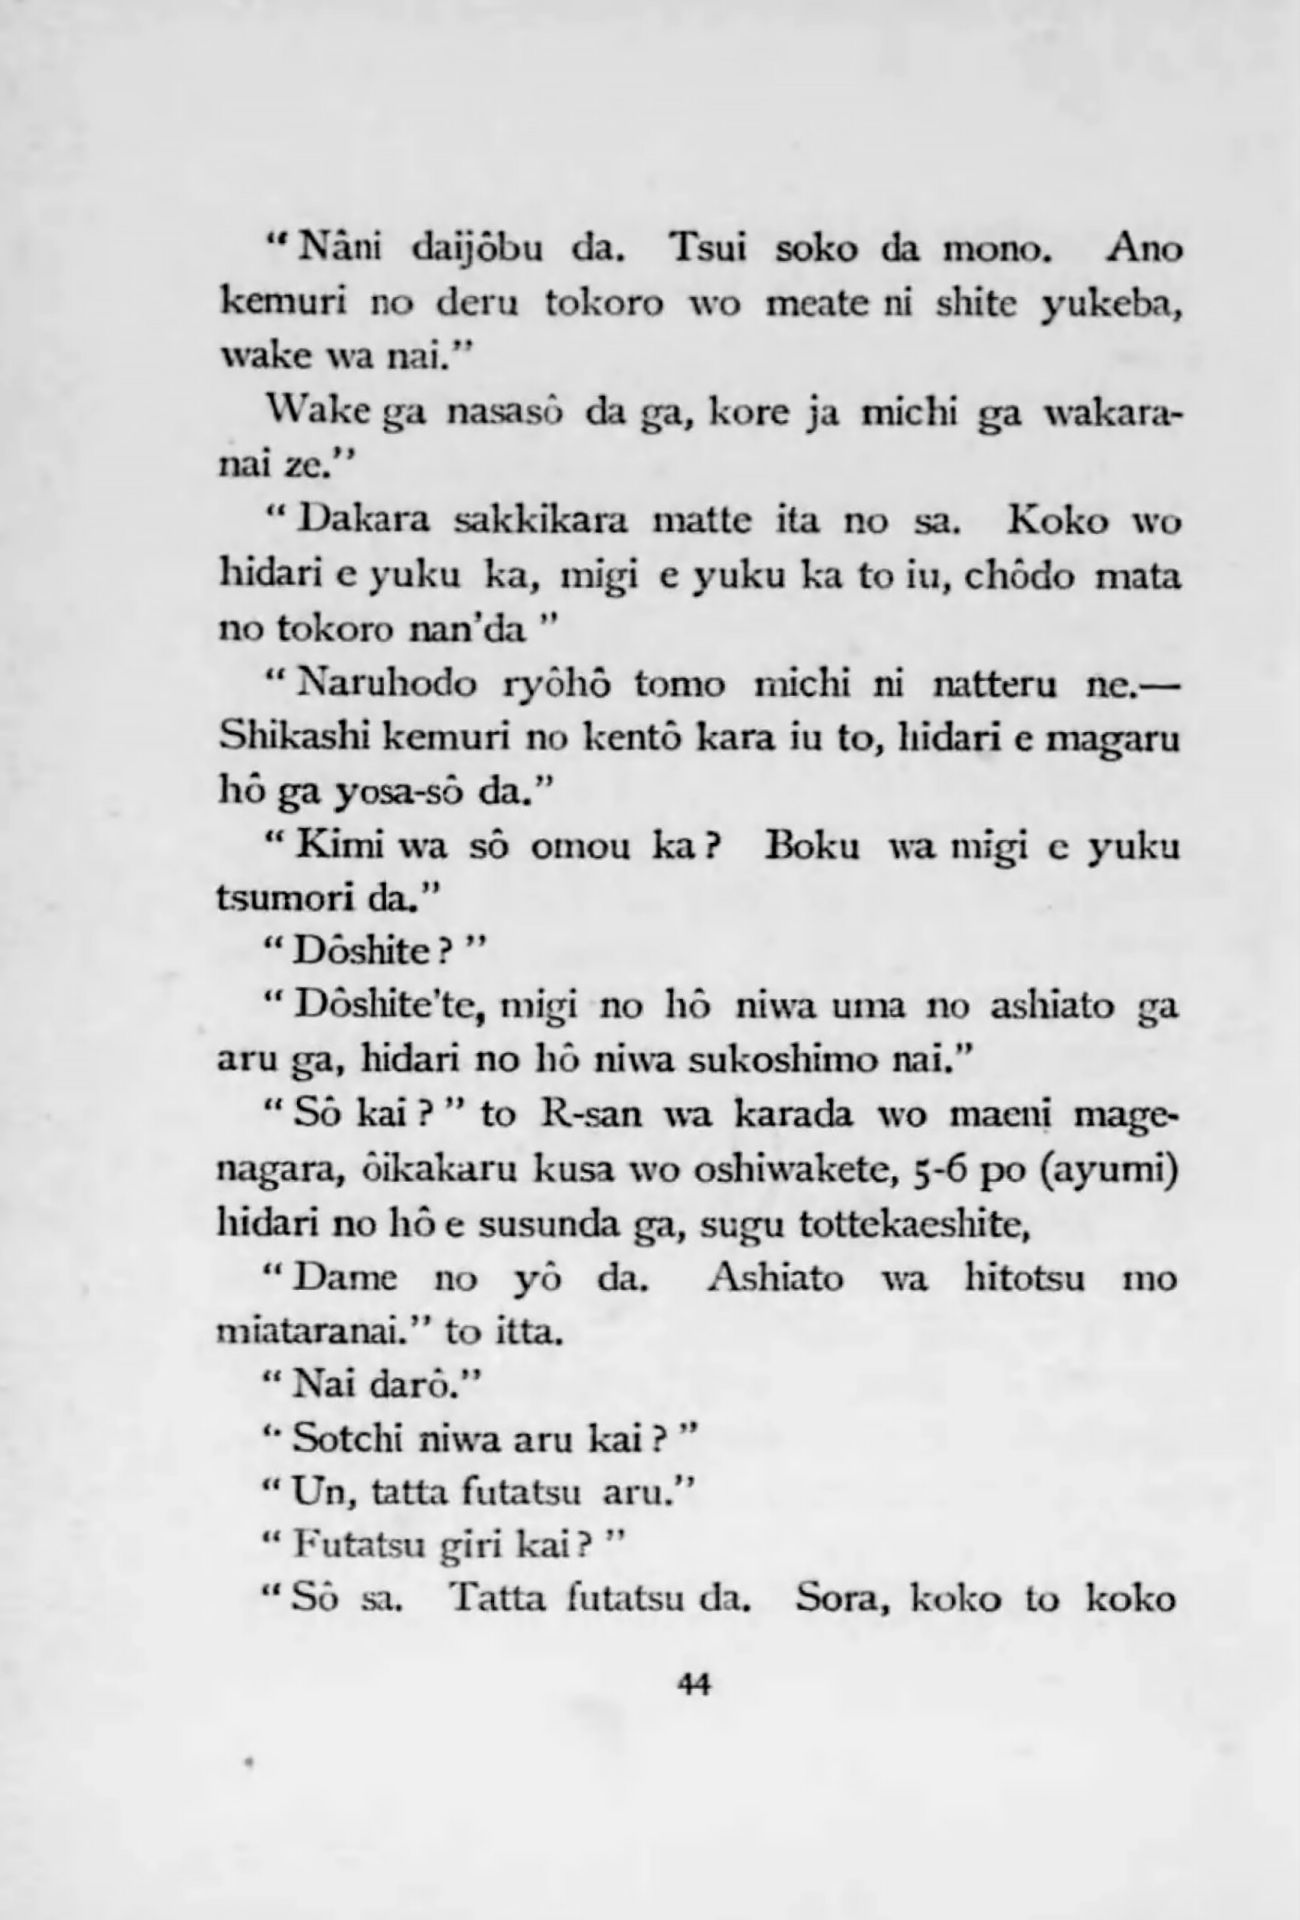 “Nâni daijôbu da. Tsui soko da mono. Ano
kemuri no deru tokoro wo meate ni shite yukeba,
wake wa nai.”
Wake ga nasasô da ga, kore ja michi ga wakara-
nai ze.”
“Dakara sakkikara matte ita no sa. Koko wo
hidari e yuku ka, migi e yuku ka to iu, chôdo mata
no tokoro nan’da ”
“Naruhodo ryôhô tomo michi ni natteru ne.—
Shikashi kemuri no kentô kara iu to, hidari e magaru
hô ga yosa-sô da.”
“Kimi wa sô omou ka? Boku wa migi e yuku
tsumori da.”
“Dôshite?”
“Dôshite'te, migi no hô niwa uma no ashiato ga
aru ga, hidari no hô niwa sukoshimo nai.”
“Sô kai?” to R-san wa karada wo maeni mage-
nagara, ôikakaru kusa wo oshiwakete, 5-6 po (ayumi)
hidari no hô e susunda ga, sugu tottekaeshite,
“Dame no yô da. Ashiato wa hitotsu mo
miataranai.” to itta.
“Nai darô.”
“Sotchi niwa aru kai?”
“Un, tatta futatsu aru.”
“Futatsu giri kai?”
“Sô sa. Tatta futatsu da. Sora, koko to koko
44